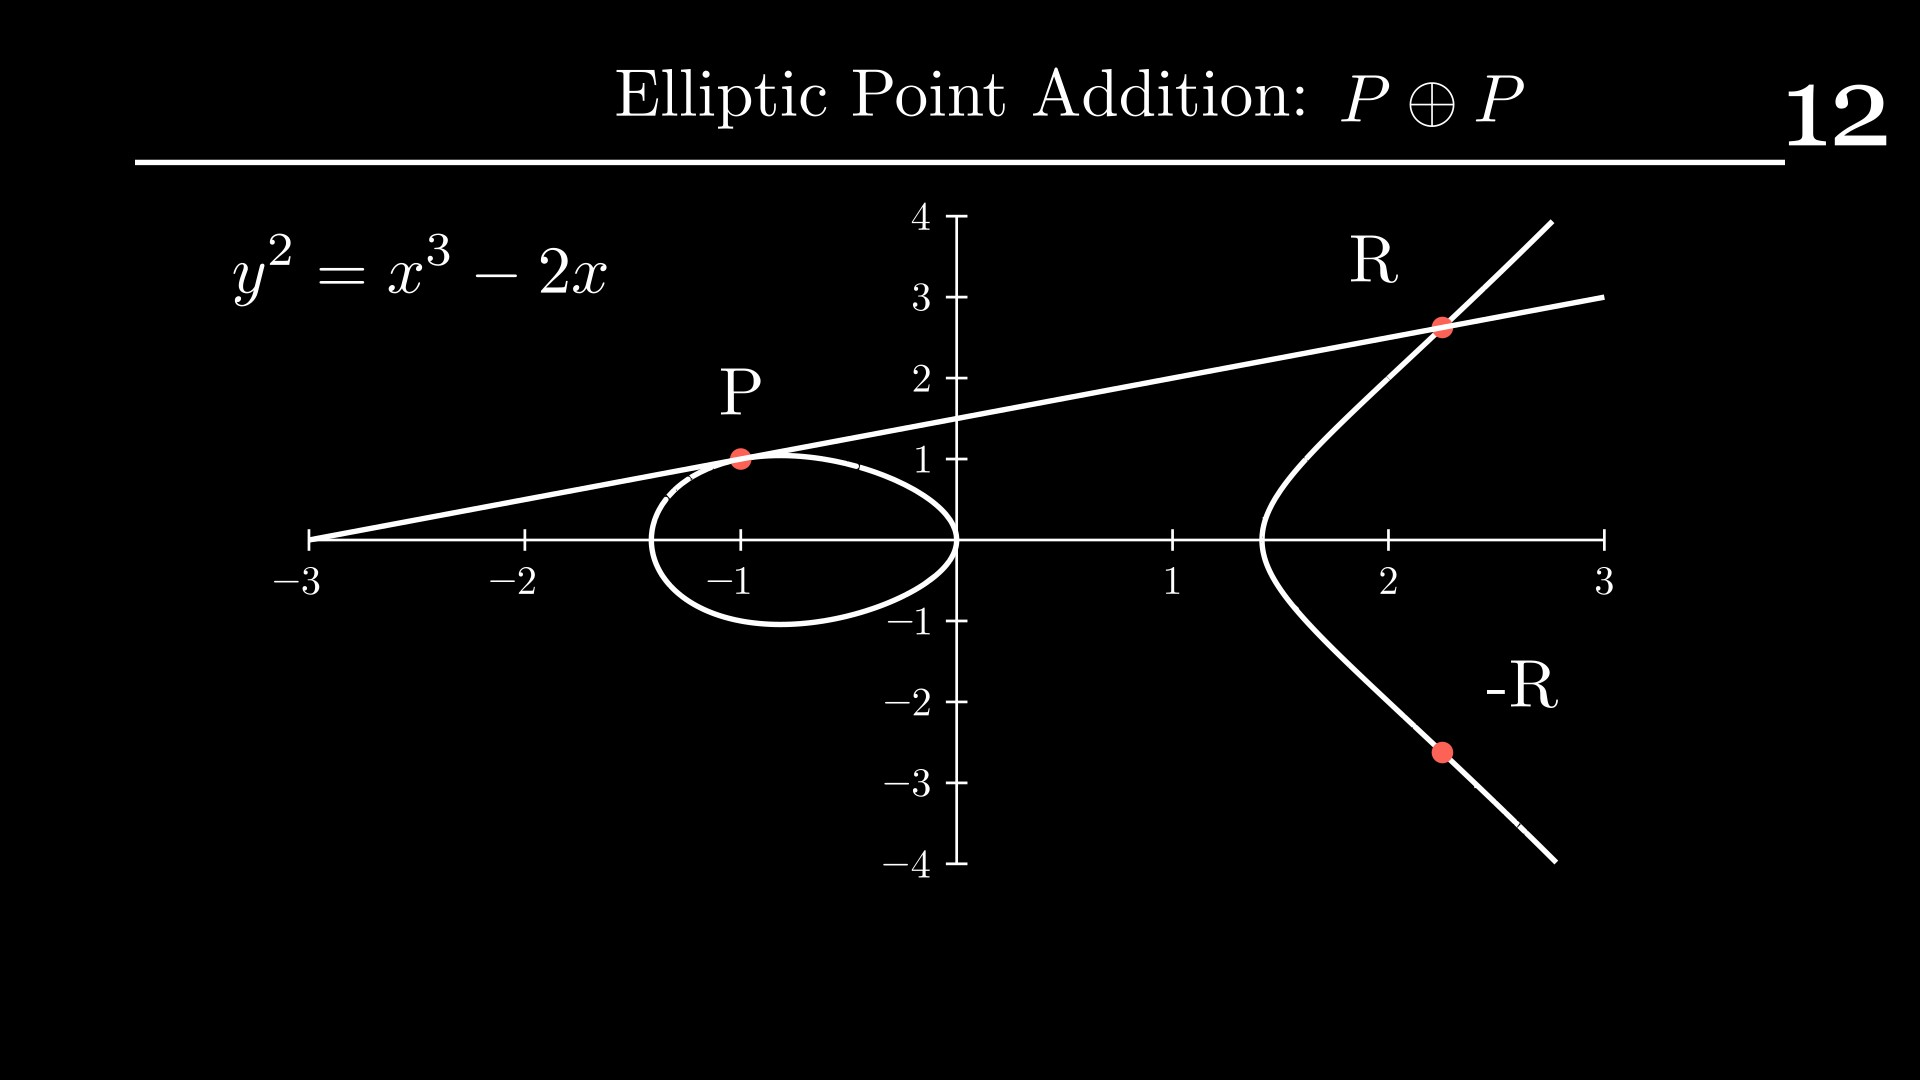 Elliptic Point Addition: P ⊕ P
12
y² = x³ − 2x
4
3
2
1
−1
−2
−3
−4
−3 −2 −1 1 2 3
P
R
-R